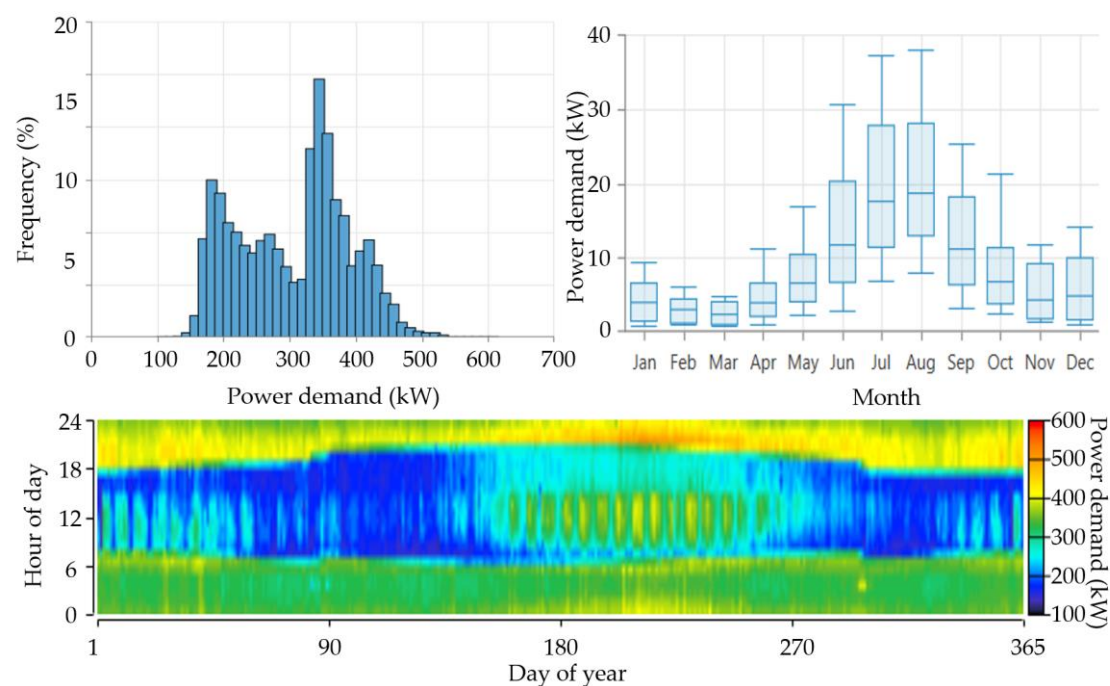 20
15
10
5
0
Frequency (%)
0 100 200 300 400 500 600 700
Power demand (kW)
40
30
20
10
0
Power demand (kW)
Jan Feb Mar Apr May Jun Jul Aug Sep Oct Nov Dec
Month
24
18
12
6
0
Hour of day
1 90 180 270 365
Day of year
600
500
400
300
200
100
Power demand
(kW)